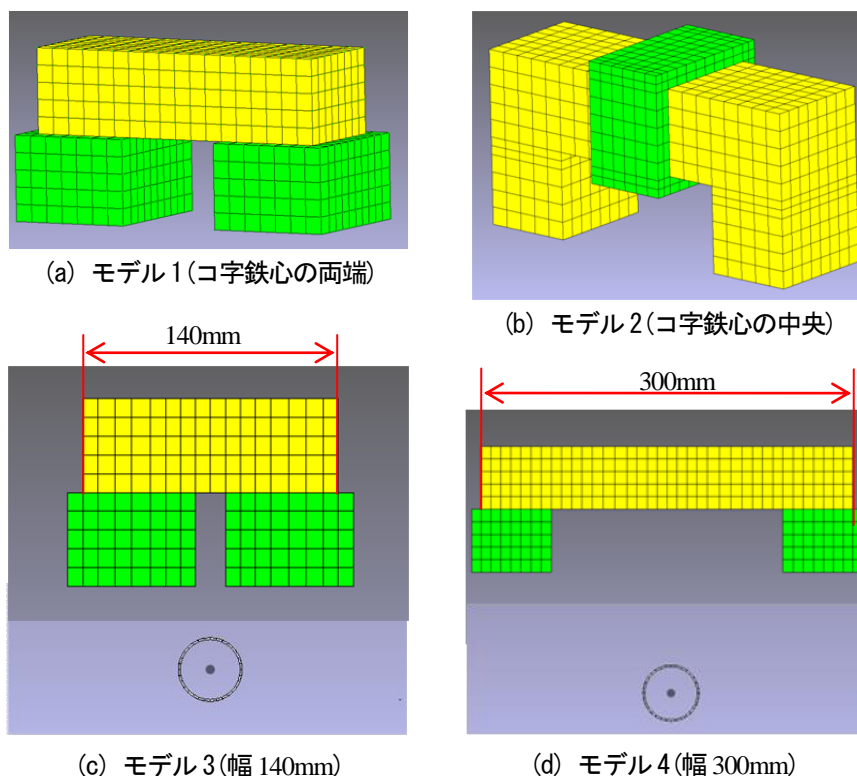 (a) モデル1(コ字鉄心の両端)
(b) モデル2(コ字鉄心の中央)
140mm
300mm
(c) モデル3(幅140mm)
(d) モデル4(幅300mm)